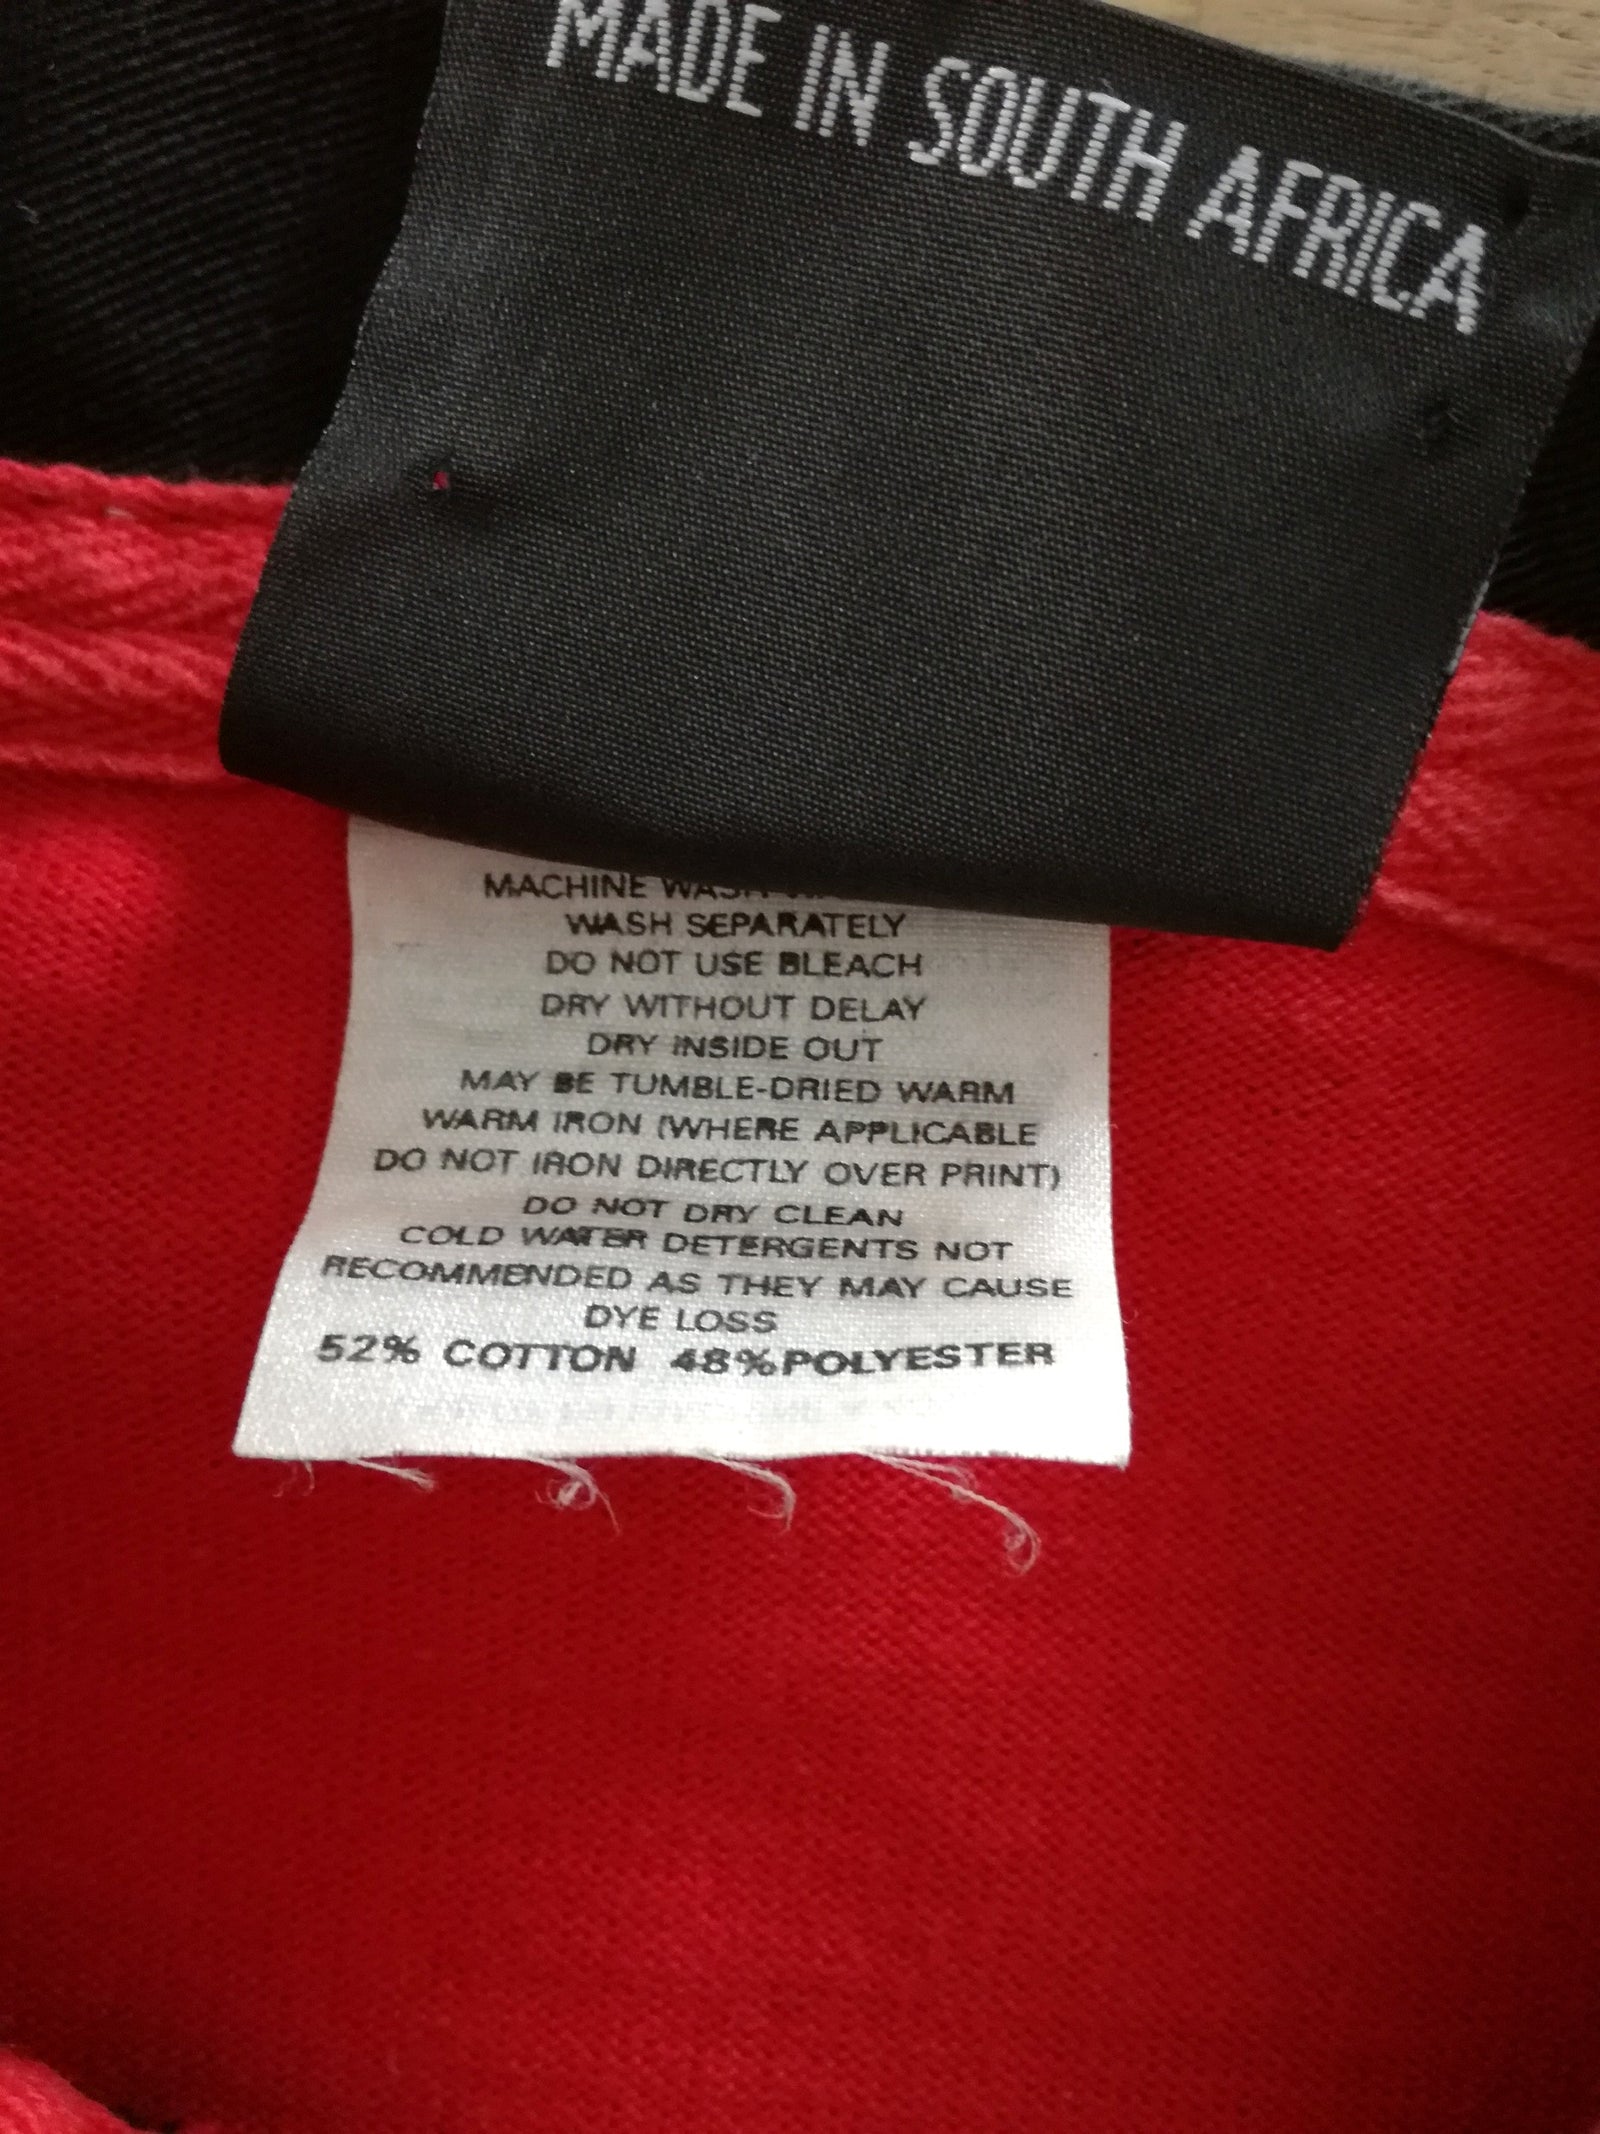 MADE IN SOUTH AFRICA
MACHINE WASH
WASH SEPARATELY
DO NOT USE BLEACH
DRY WITHOUT DELAY
DRY INSIDE OUT
MAY BE TUMBLE-DRIED WARM
WARM IRON (WHERE APPLICABLE
DO NOT IRON DIRECTLY OVER PRINT)
DO NOT DRY CLEAN
COLD WATER DETERGENTS NOT
RECOMMENDED AS THEY MAY CAUSE
DYE LOSS
52% COTTON 48%POLYESTER